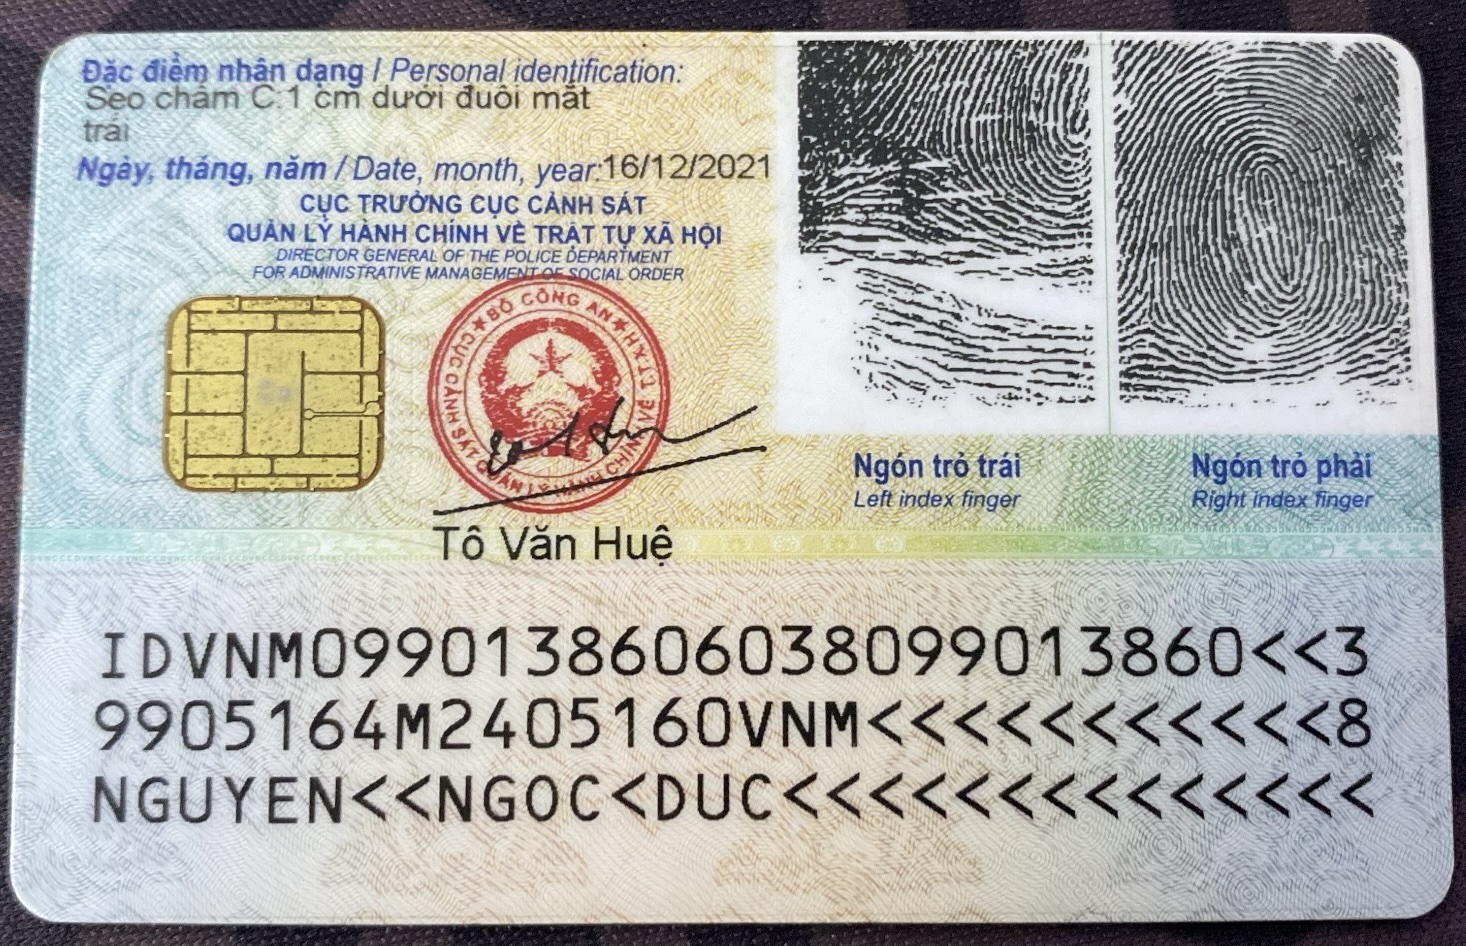 Đặc điểm nhân dạng / Personal identification:
Sẹo chấm C:1 cm dưới đuôi mắt
trái
Ngày, tháng, năm / Date, month, year:16/12/2021
CỤC TRƯỞNG CỤC CẢNH SÁT
QUẢN LÝ HÀNH CHÍNH VỀ TRẬT TỰ XÃ HỘI
DIRECTOR GENERAL OF THE POLICE DEPARTMENT
FOR ADMINISTRATIVE MANAGEMENT OF SOCIAL ORDER
BỘ CÔNG AN
CỤC CẢNH SÁT QUẢN LÝ HÀNH CHÍNH VỀ TTXH
Tô Văn Huệ
Ngón trỏ trái
Left index finger
Ngón trỏ phải
Right index finger
IDVNM0990138606038099013860<<3
9905164M2405160VNM<<<<<<<<<<<8
NGUYEN<<NGOC<DUC<<<<<<<<<<<<<<